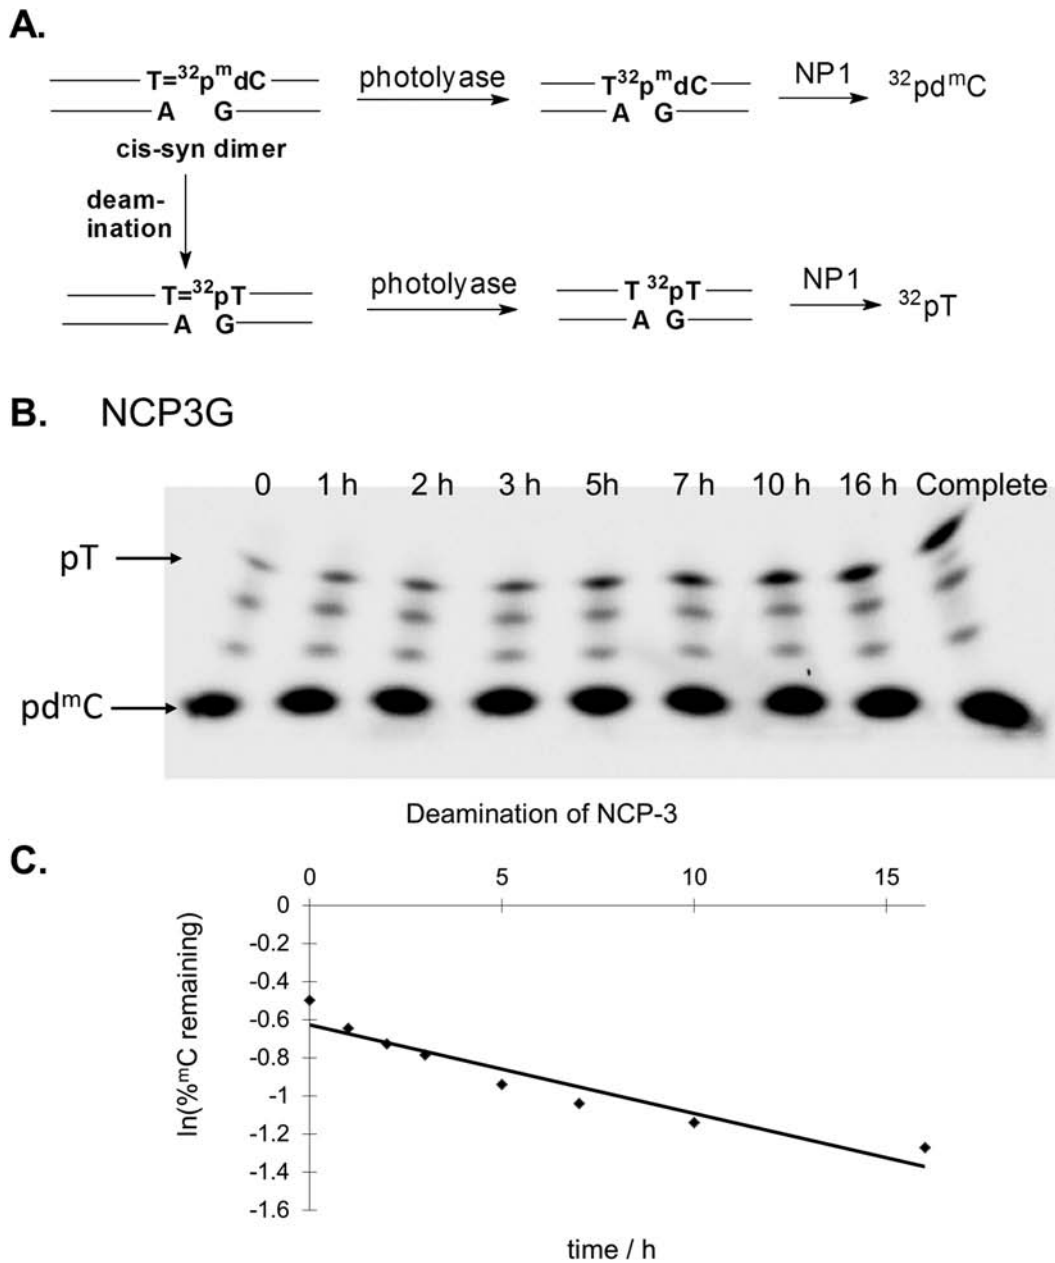 A.
T=³²pᵐdC photolyase T³²pᵐdC NP1 ³²pdᵐC
A G A G
cis-syn dimer
deam-
ination
T=³²pT photolyase T ³²pT NP1 ³²pT
A G A G
B. NCP3G
0 1 h 2 h 3 h 5h 7 h 10 h 16 h Complete
pT
pdᵐC
Deamination of NCP-3
C.
0 5 10 15
0
-0.2
-0.4
-0.6
-0.8
-1
-1.2
-1.4
-1.6
ln(%ᵐC remaining)
time / h